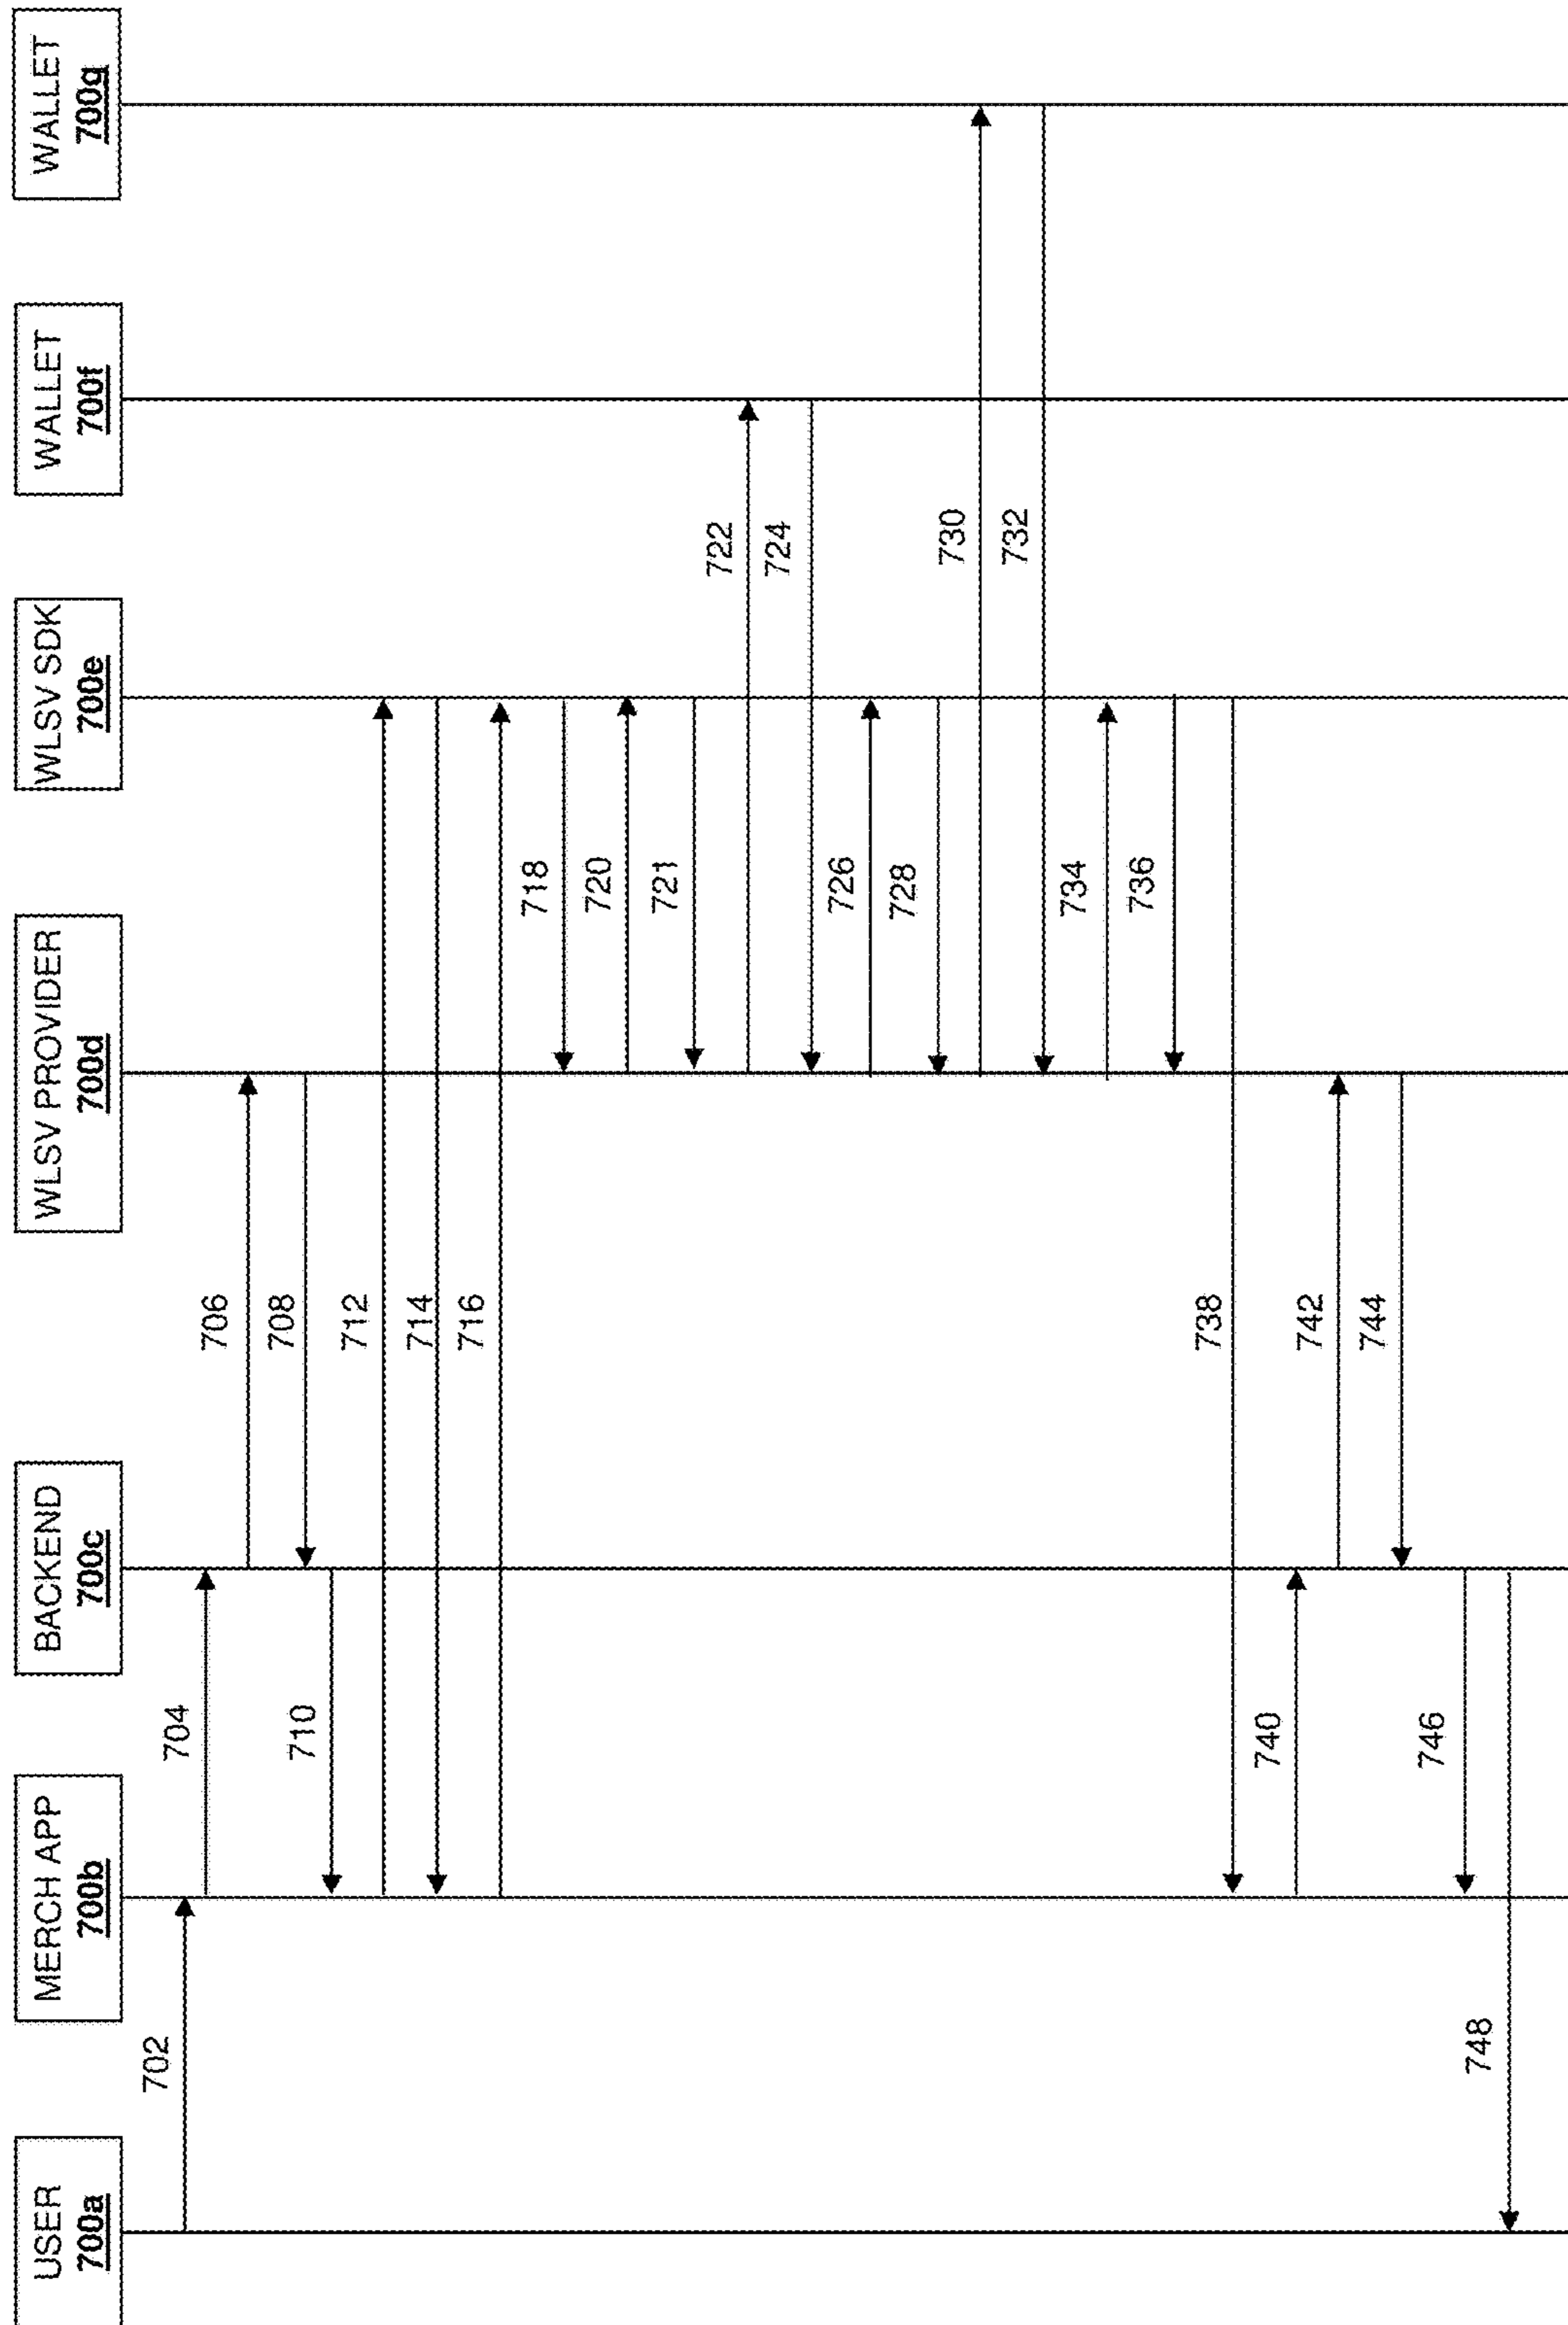 USER
700a
MERCH APP
700b
BACKEND
700c
WLSV PROVIDER
700d
WLSV SDK
700e
WALLET
700f
WALLET
700g
702
704
706
708
710
712
714
716
718
720
721
722
724
726
728
730
732
734
736
738
740
742
744
746
748